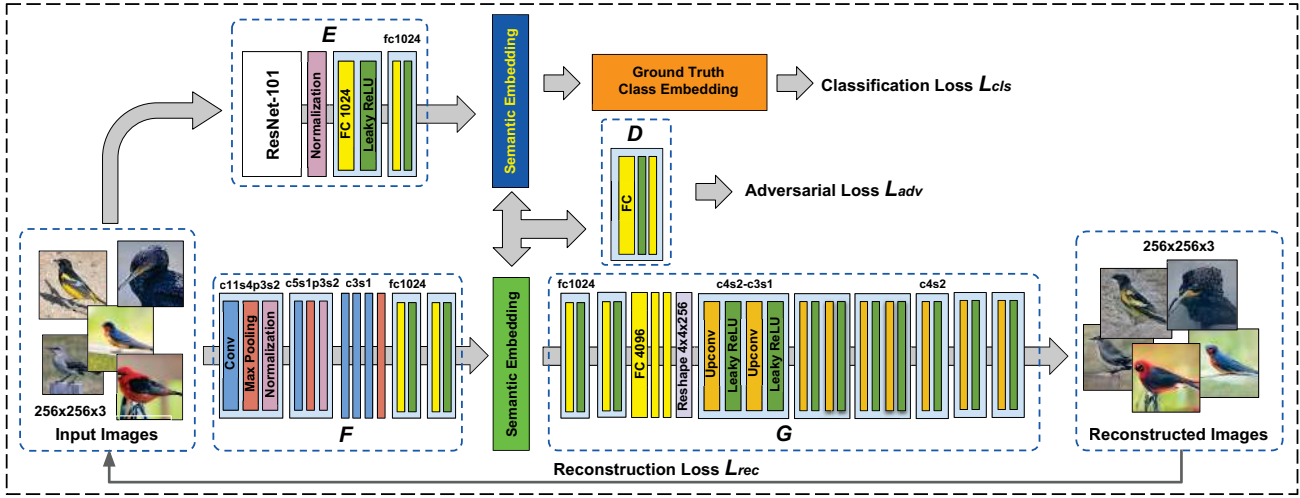 E
fc1024
ResNet-101
Normalization
FC 1024
Leaky ReLU
Semantic Embedding
Ground Truth
Class Embedding
Classification Loss Lcls
D
FC
Adversarial Loss Ladv
256x256x3
Input Images
c11s4p3s2
c5s1p3s2
c3s1
fc1024
Conv
Max Pooling
Normalization
F
Semantic Embedding
fc1024
c4s2-c3s1
c4s2
FC 4096
Reshape 4x4x256
Upconv
Leaky ReLU
Upconv
Leaky ReLU
G
256x256x3
Reconstructed Images
Reconstruction Loss Lrec